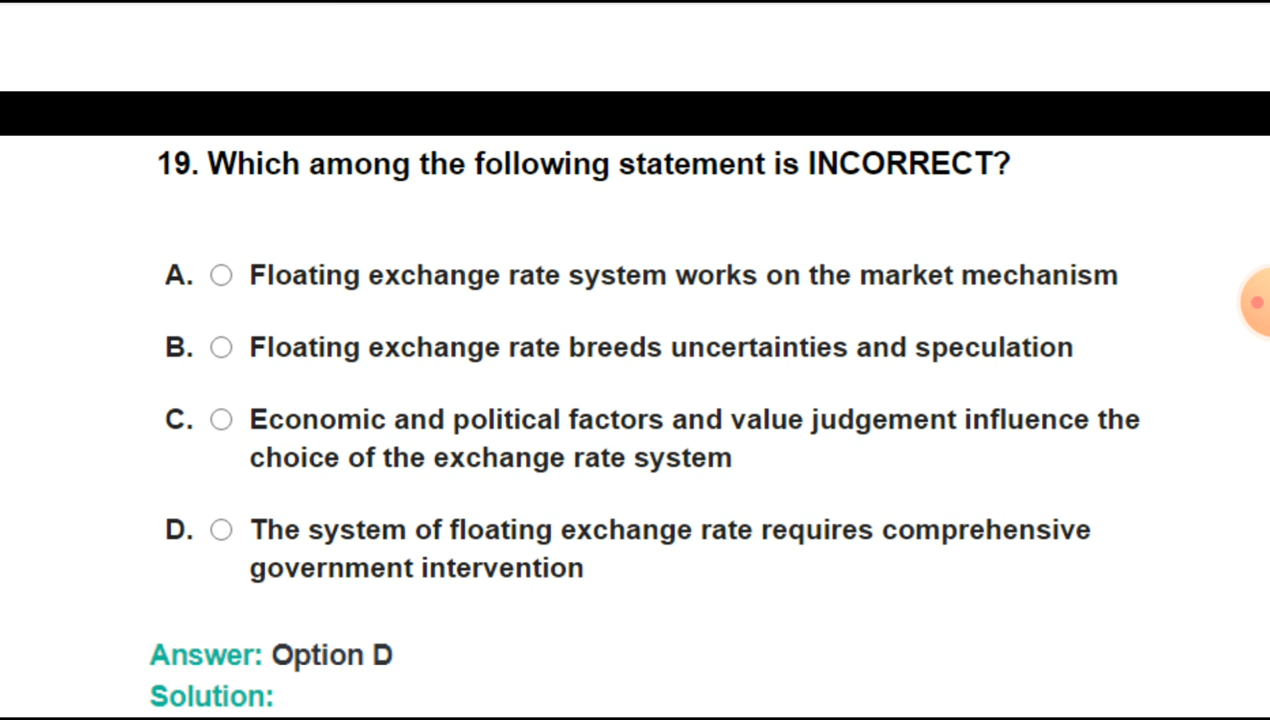 19. Which among the following statement is INCORRECT?
A. Floating exchange rate system works on the market mechanism
B. Floating exchange rate breeds uncertainties and speculation
C. Economic and political factors and value judgement influence the
choice of the exchange rate system
D. The system of floating exchange rate requires comprehensive
government intervention
Answer: Option D
Solution: